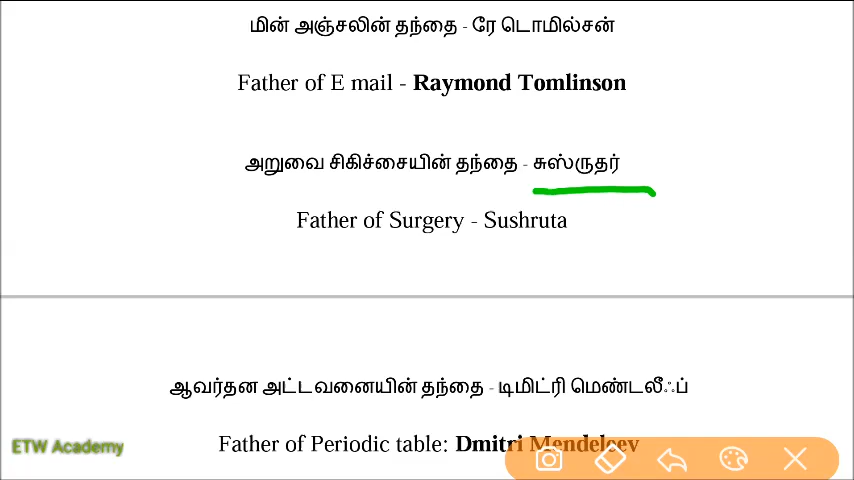 மின் அஞ்சலின் தந்தை - ரே டொமில்சன்
Father of E mail - Raymond Tomlinson
அறுவை சிகிச்சையின் தந்தை - சுஸ்ருதர்
Father of Surgery - Sushruta
ஆவர்தன அட்டவனையின் தந்தை - டிமிட்ரி மெண்டலீஃப்
Father of Periodic table: Dmitri Mendeleev
ETW Academy